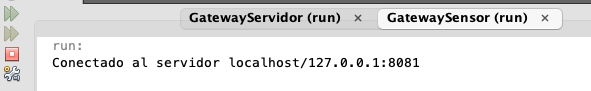 GatewayServidor (run) × GatewaySensor (run) ×
run:
Conectado al servidor localhost/127.0.0.1:8081